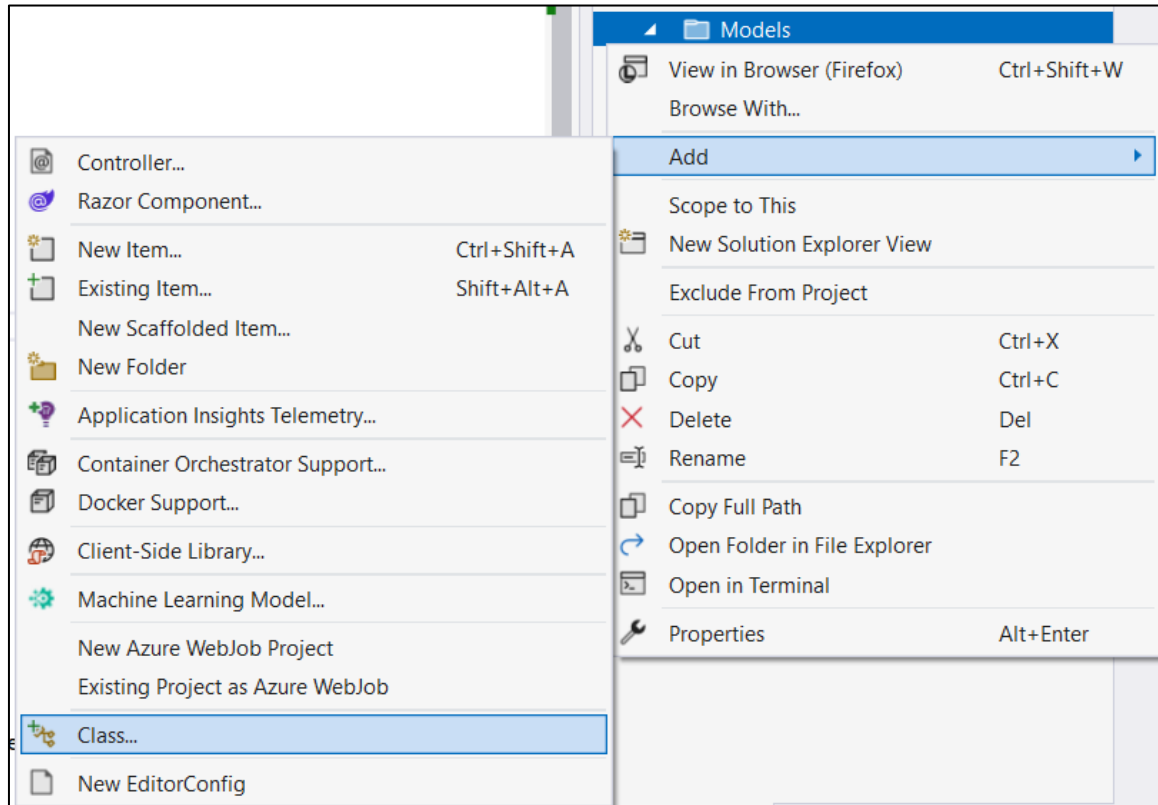 Models
View in Browser (Firefox) Ctrl+Shift+W
Browse With...
Add
Scope to This
New Solution Explorer View
Exclude From Project
Cut Ctrl+X
Copy Ctrl+C
Delete Del
Rename F2
Copy Full Path
Open Folder in File Explorer
Open in Terminal
Properties Alt+Enter
Controller...
Razor Component...
New Item... Ctrl+Shift+A
Existing Item... Shift+Alt+A
New Scaffolded Item...
New Folder
Application Insights Telemetry...
Container Orchestrator Support...
Docker Support...
Client-Side Library...
Machine Learning Model...
New Azure WebJob Project
Existing Project as Azure WebJob
Class...
New EditorConfig